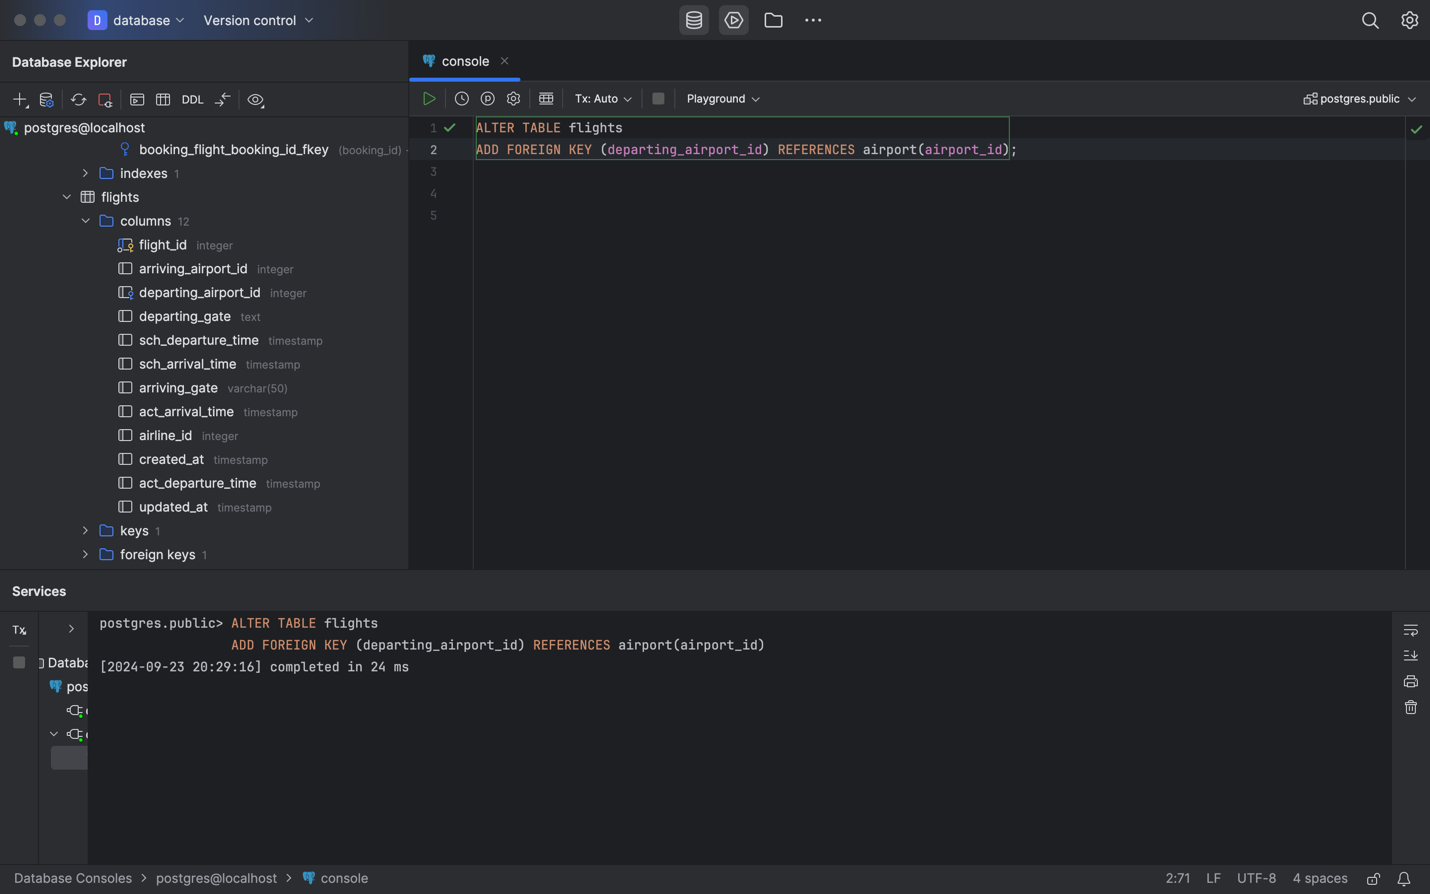 D database Version control
Database Explorer
console
DDL
Tx: Auto
Playground
postgres.public
postgres@localhost
booking_flight_booking_id_fkey (booking_id)
indexes 1
flights
columns 12
flight_id integer
arriving_airport_id integer
departing_airport_id integer
departing_gate text
sch_departure_time timestamp
sch_arrival_time timestamp
arriving_gate varchar(50)
act_arrival_time timestamp
airline_id integer
created_at timestamp
act_departure_time timestamp
updated_at timestamp
keys 1
foreign keys 1
1 ALTER TABLE flights
2 ADD FOREIGN KEY (departing_airport_id) REFERENCES airport(airport_id);
3
4
5
Services
Tx
Databa
pos
postgres.public> ALTER TABLE flights
ADD FOREIGN KEY (departing_airport_id) REFERENCES airport(airport_id)
[2024-09-23 20:29:16] completed in 24 ms
Database Consoles > postgres@localhost > console
2:71 LF UTF-8 4 spaces